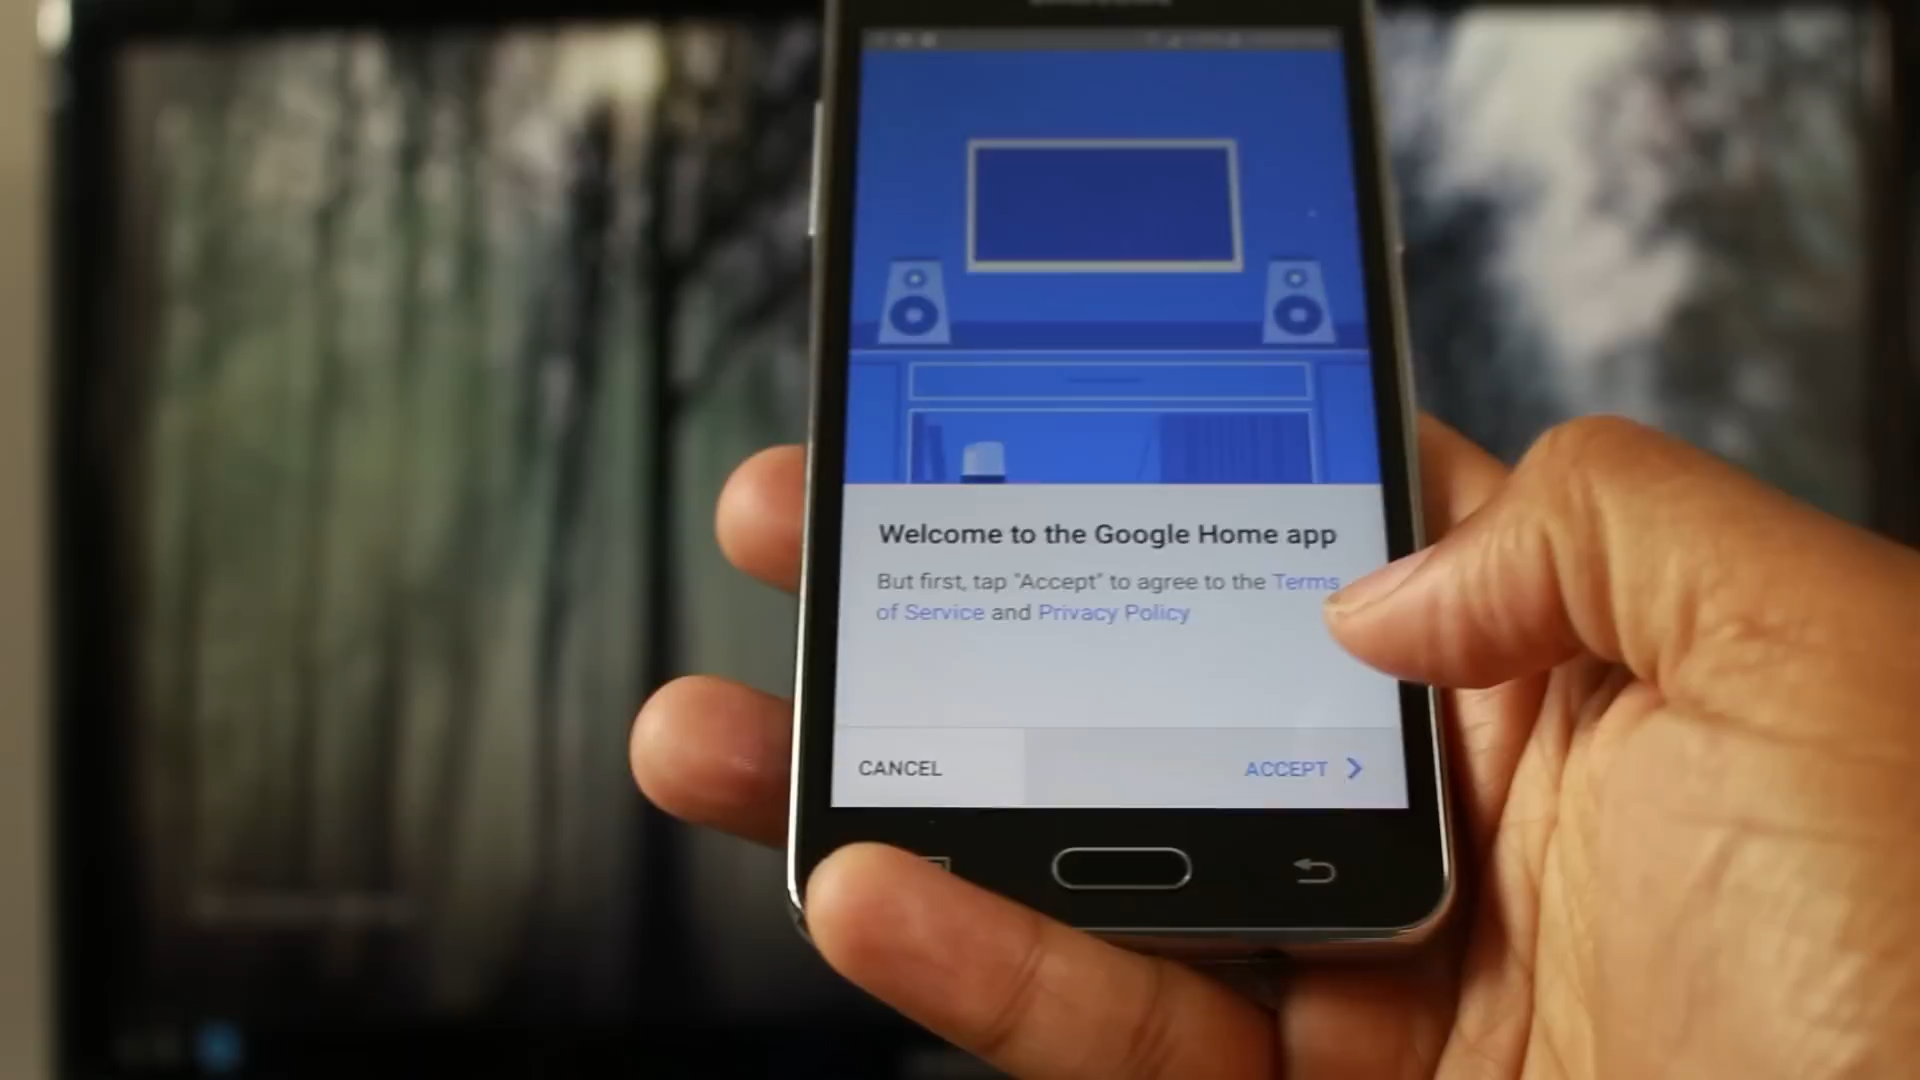 Welcome to the Google Home app
But first, tap "Accept" to agree to the Terms
of Service and Privacy Policy
CANCEL
ACCEPT